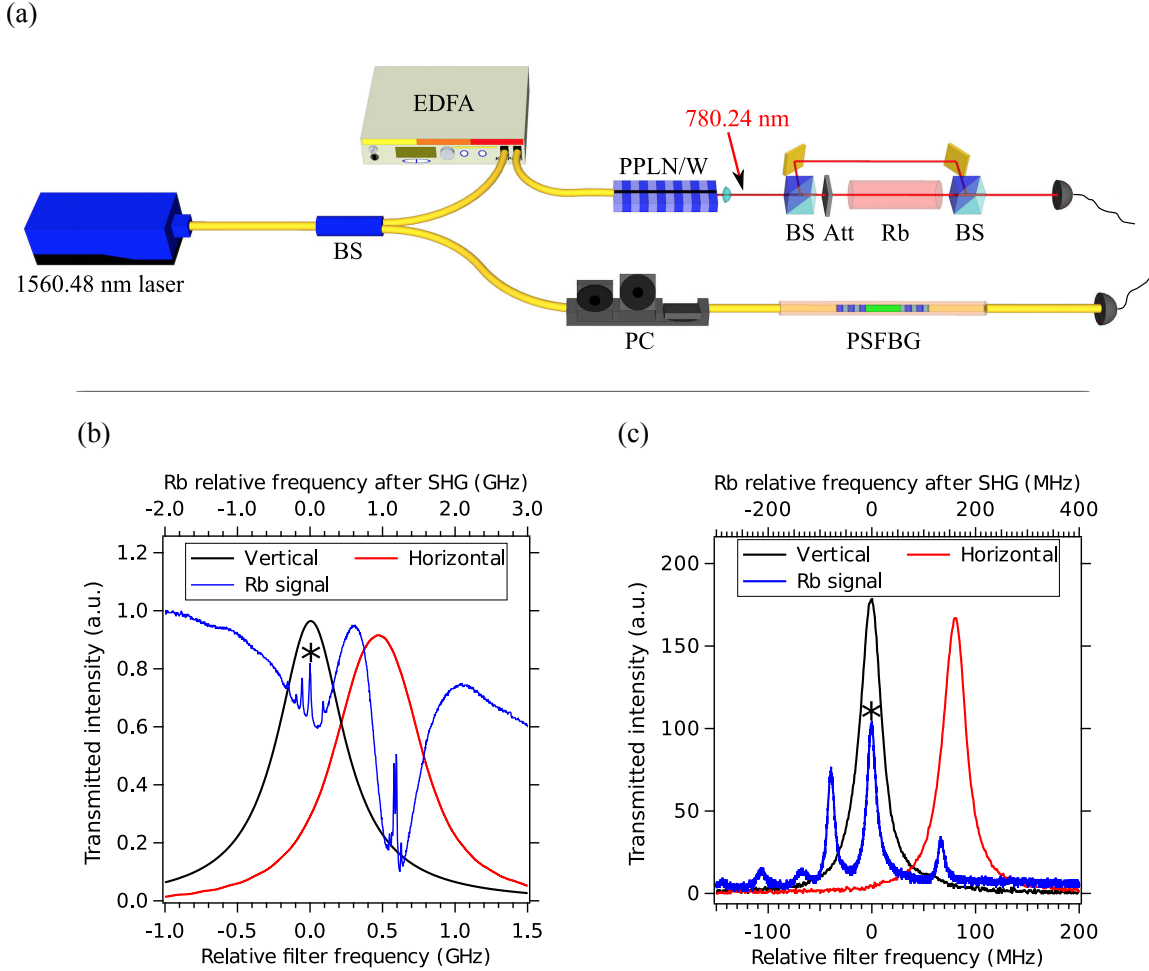 (a)
EDFA
780.24 nm
PPLN/W
BS Att Rb BS
BS
1560.48 nm laser
PC
PSFBG
(b)
Rb relative frequency after SHG (GHz)
-2.0 -1.0 0.0 1.0 2.0 3.0
Vertical Horizontal
Rb signal
*
1.2
1.0
0.8
0.6
0.4
0.2
0.0
Transmitted intensity (a.u.)
-1.0 -0.5 0.0 0.5 1.0 1.5
Relative filter frequency (GHz)
(c)
Rb relative frequency after SHG (MHz)
-200 0 200 400
Vertical Horizontal
Rb signal
*
200
150
100
50
0
Transmitted intensity (a.u.)
-100 0 100 200
Relative filter frequency (MHz)